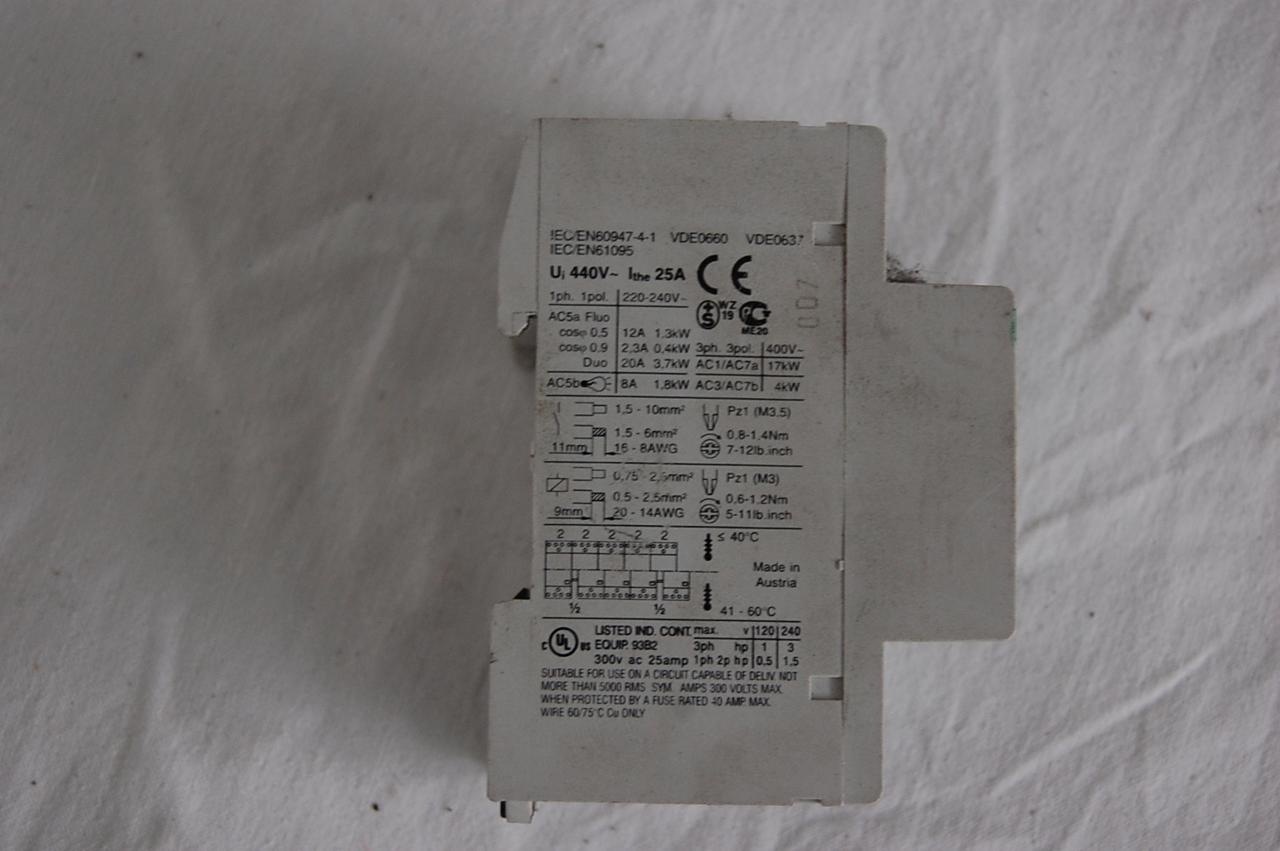 IEC/EN60947-4-1 VDE0660 VDE0637
IEC/EN61095
Ui 440V~ Ithe 25A CE
007
1ph. 1pol. 220-240V~
WZ
19
ME20
AC5a Fluo
cosφ 0.5 12A 1.3kW
cosφ 0.9 2,3A 0,4kW 3ph. 3pol. 400V~
Duo 20A 3.7kW AC1/AC7a 17kW
AC5b 8A 1,8kW AC3/AC7b 4kW
1,5 - 10mm² Pz1 (M3,5)
1.5 - 6mm² 0,8-1,4Nm
11mm 16 - 8AWG 7-12lb.inch
0,75 - 2,5mm² Pz1 (M3)
0.5 - 2,5mm² 0,6-1,2Nm
9mm 20 - 14AWG 5-11lb.inch
2 2 2 2 2 ≤ 40°C
Made in
Austria
½ ½ 41 - 60°C
C UL US LISTED IND. CONT. max. v 120 240
EQUIP. 93B2 3ph hp 1 3
300v ac 25amp 1ph 2p hp 0.5 1.5
SUITABLE FOR USE ON A CIRCUIT CAPABLE OF DELIV. NOT
MORE THAN 5000 RMS SYM. AMPS 300 VOLTS MAX.
WHEN PROTECTED BY A FUSE RATED 40 AMP. MAX.
WIRE 60/75°C Cu ONLY